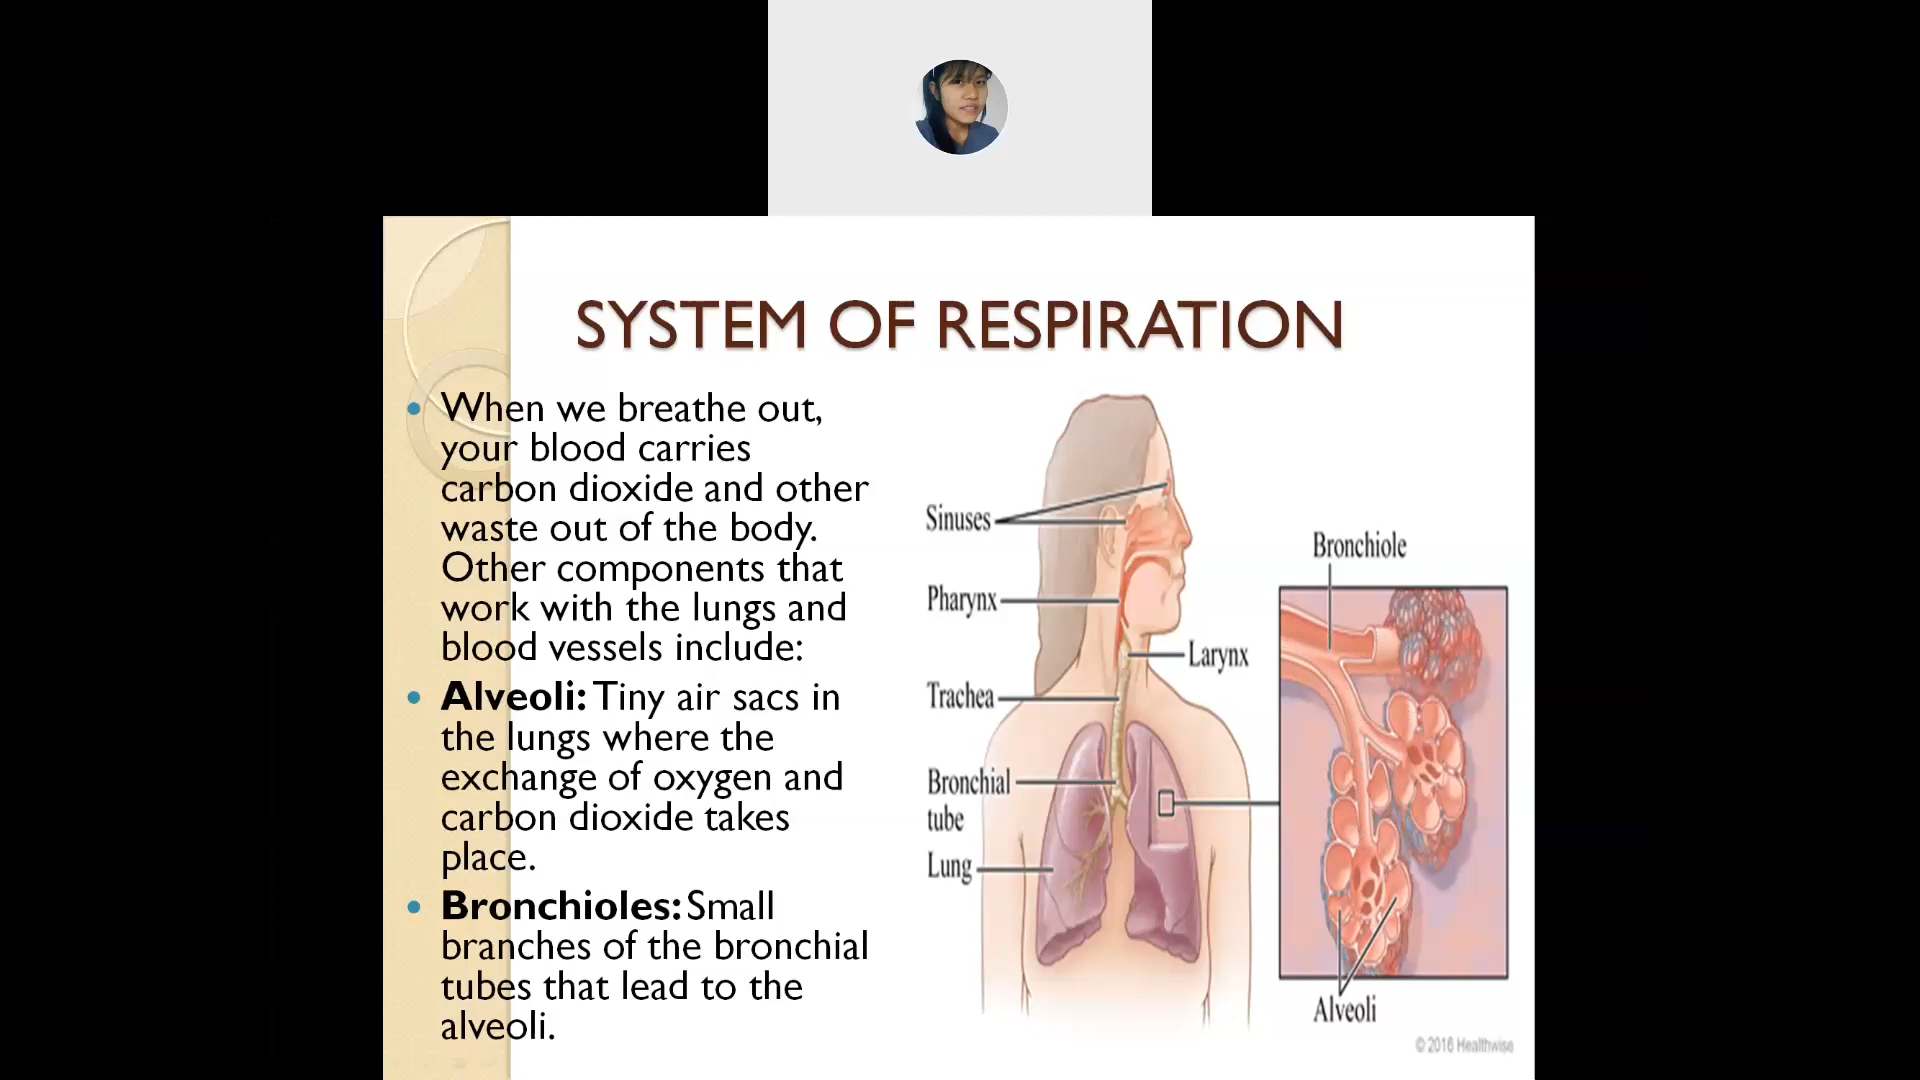 SYSTEM OF RESPIRATION
When we breathe out,
your blood carries
carbon dioxide and other
waste out of the body.
Other components that
work with the lungs and
blood vessels include:
Alveoli: Tiny air sacs in
the lungs where the
exchange of oxygen and
carbon dioxide takes
place.
Bronchioles: Small
branches of the bronchial
tubes that lead to the
alveoli.
Sinuses
Pharynx
Larynx
Trachea
Bronchial
tube
Lung
Bronchiole
Alveoli
© 2016 Healthwise